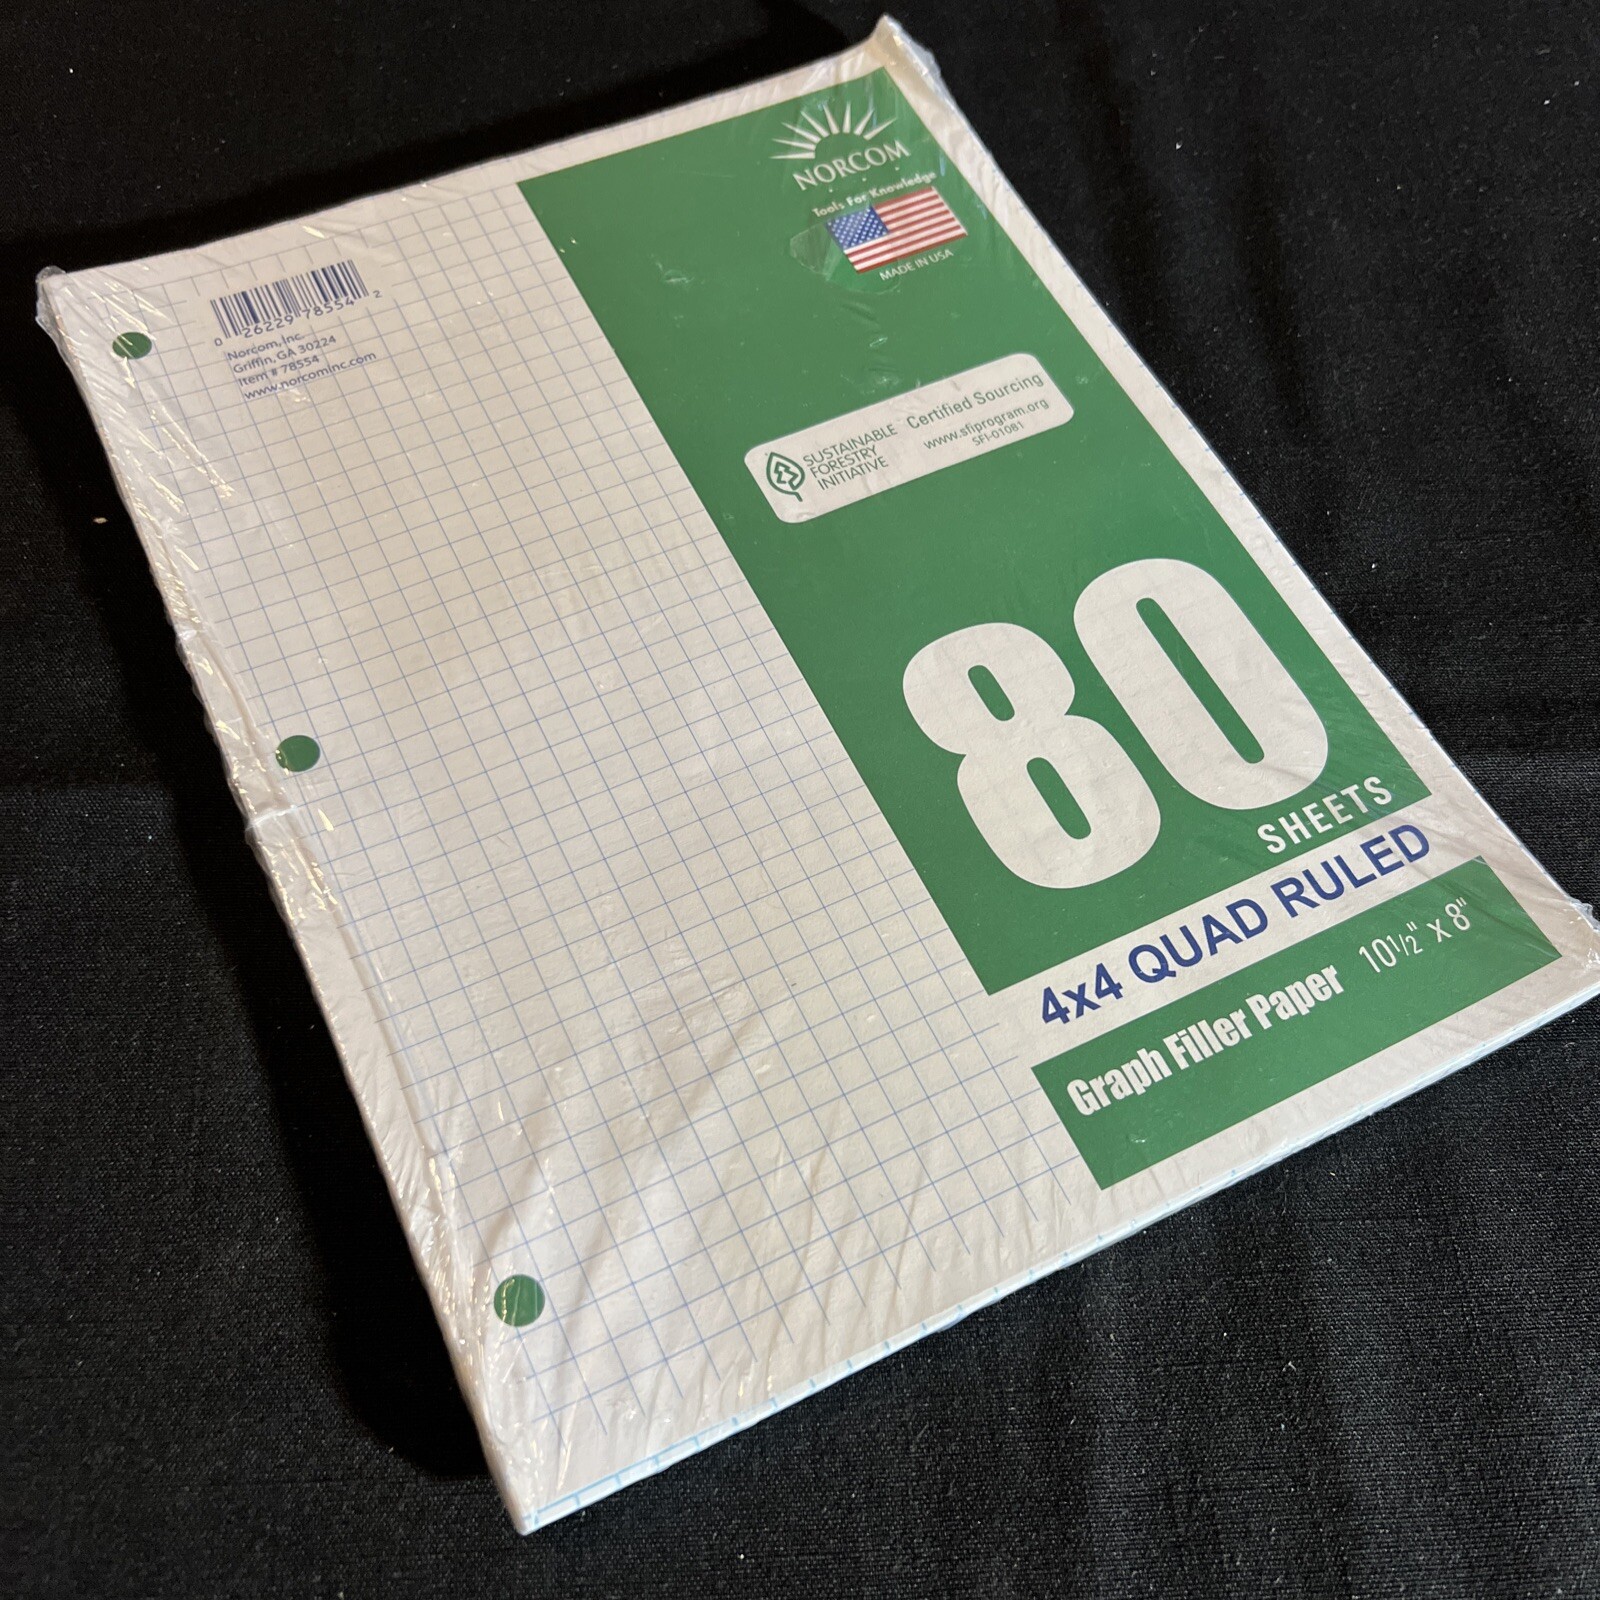 NORCOM
Tools For Knowledge
MADE IN USA
0 26229 78554 2
Norcom, Inc.
Griffin, GA 30224
Item # 78554
www.norcominc.com
SUSTAINABLE
FORESTRY
INITIATIVE
Certified Sourcing
www.sfiprogram.org
SFI-01081
80
SHEETS
4x4 QUAD RULED
Graph Filler Paper 10 1/2" X 8"